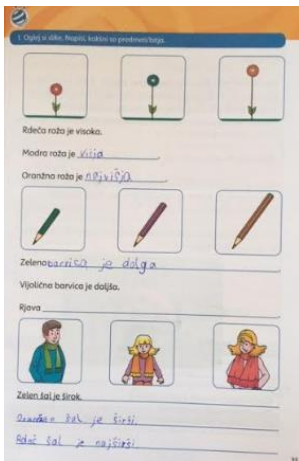 1. Oglej si slike. Napiši, kakšni so predmeti/bitja.
Rdeča roža je visoka.
Modra roža je višja
Oranžna roža je najvišja
Zelena barvica je dolga
Vijolična barvica je daljša.
Rjava
Zelen šal je širok.
Oranžen šal je širši.
Rdeč šal je najširši.